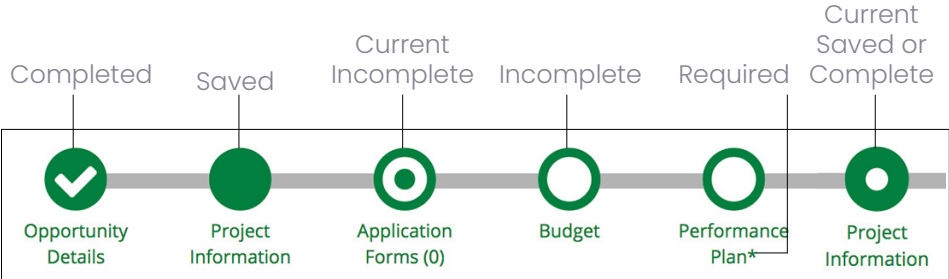 Completed
Saved
Current
Incomplete
Incomplete
Required
Current
Saved or
Complete
Opportunity
Details
Project
Information
Application
Forms (0)
Budget
Performance
Plan*
Project
Information